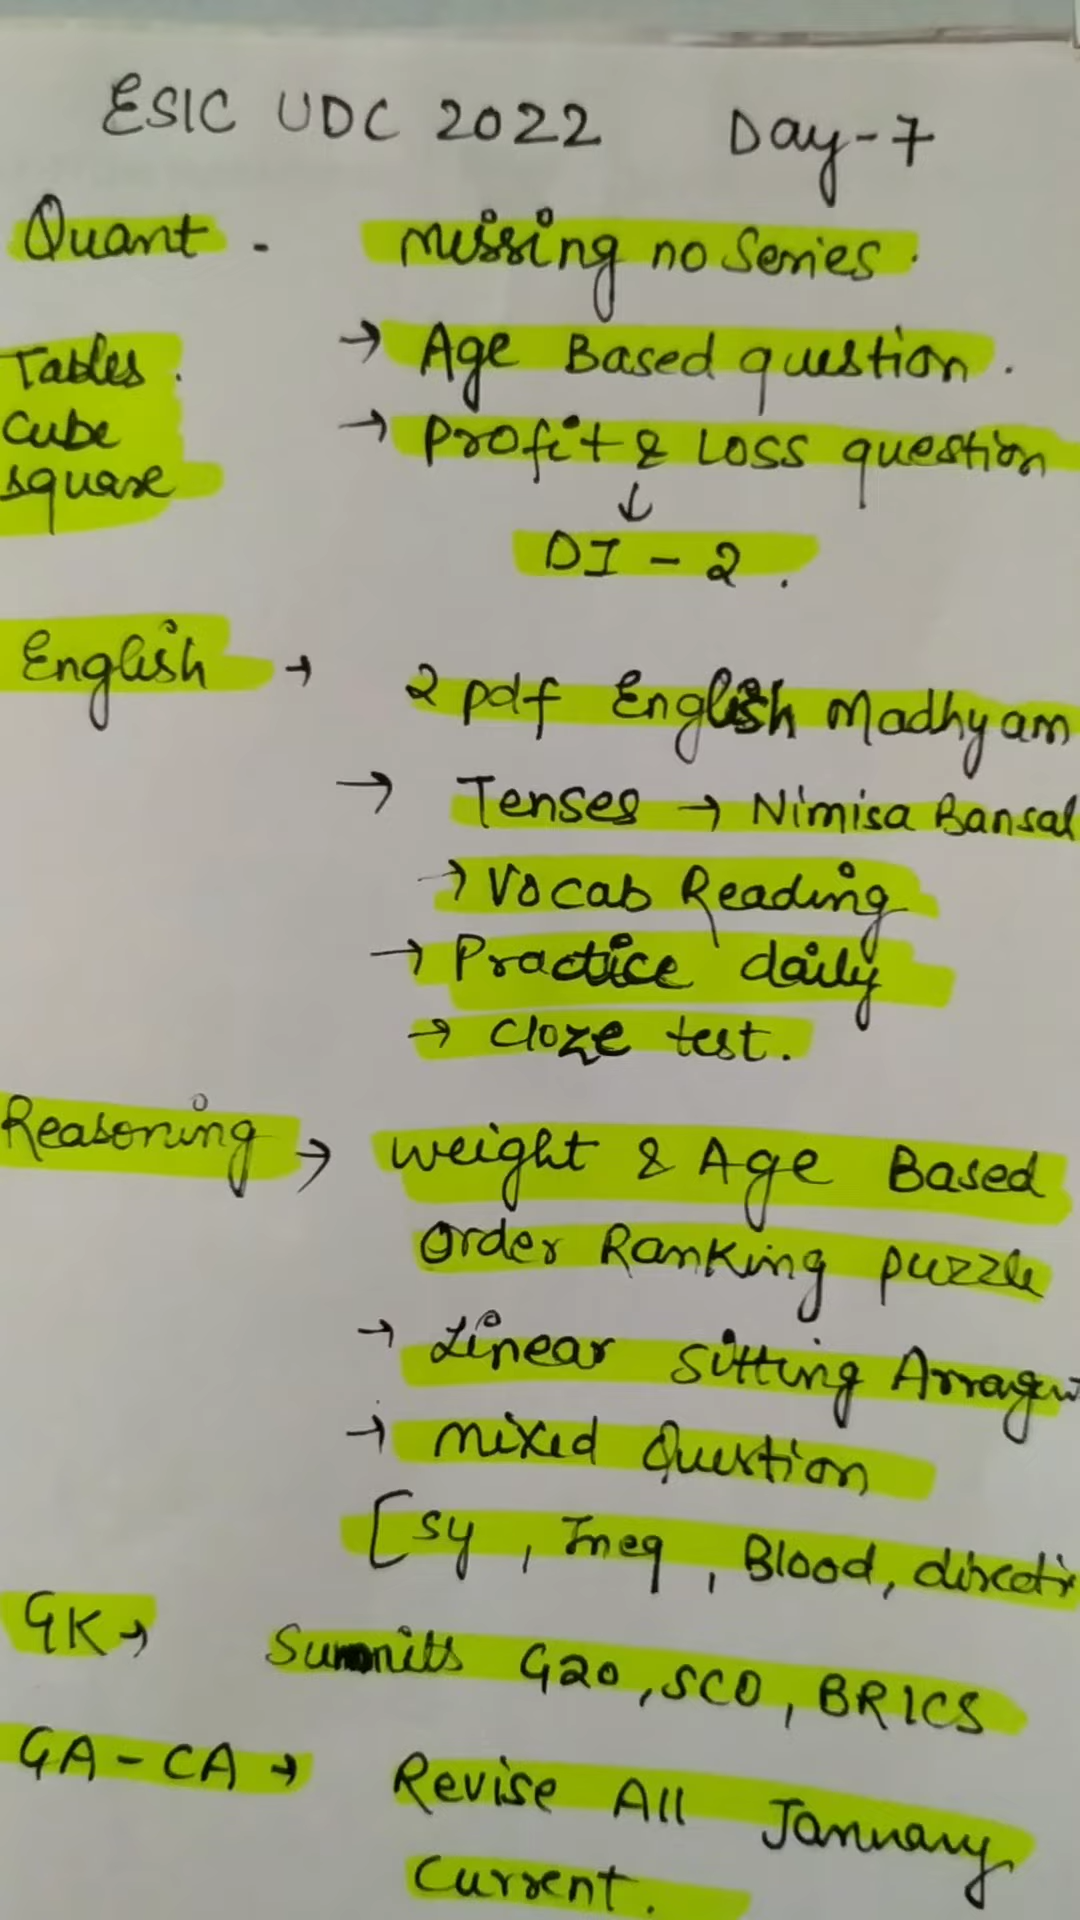 ESIC UDC 2022 Day-7
Quant - missing no Series.
Tables. → Age Based question.
Cube → Profit & Loss question
square ↓
DI - 2.
English → 2 pdf English Madhyam
→ Tenses → Nimisa Bansal
→ Vocab Reading
→ Practice daily
→ Cloze test.
Reasoning → weight & Age Based
order Ranking puzzle
→ Linear Sitting
→ mixed Question
[sy, Ineq, Blood, directi
GK → Summits G20, SCO, BRICS
GA-CA → Revise All January
Current.